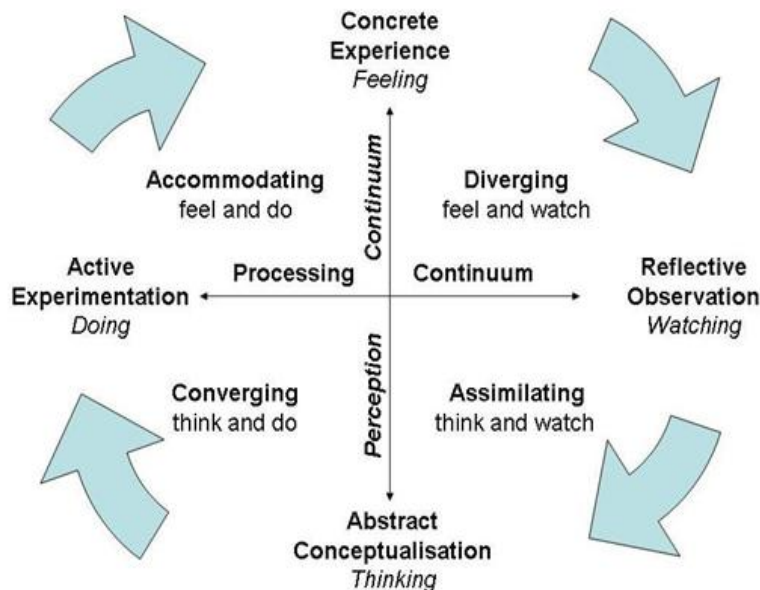 Concrete
Experience
Feeling
Accommodating
feel and do
Continuum
Diverging
feel and watch
Active
Experimentation
Doing
Processing
Continuum
Reflective
Observation
Watching
Converging
think and do
Perception
Assimilating
think and watch
Abstract
Conceptualisation
Thinking